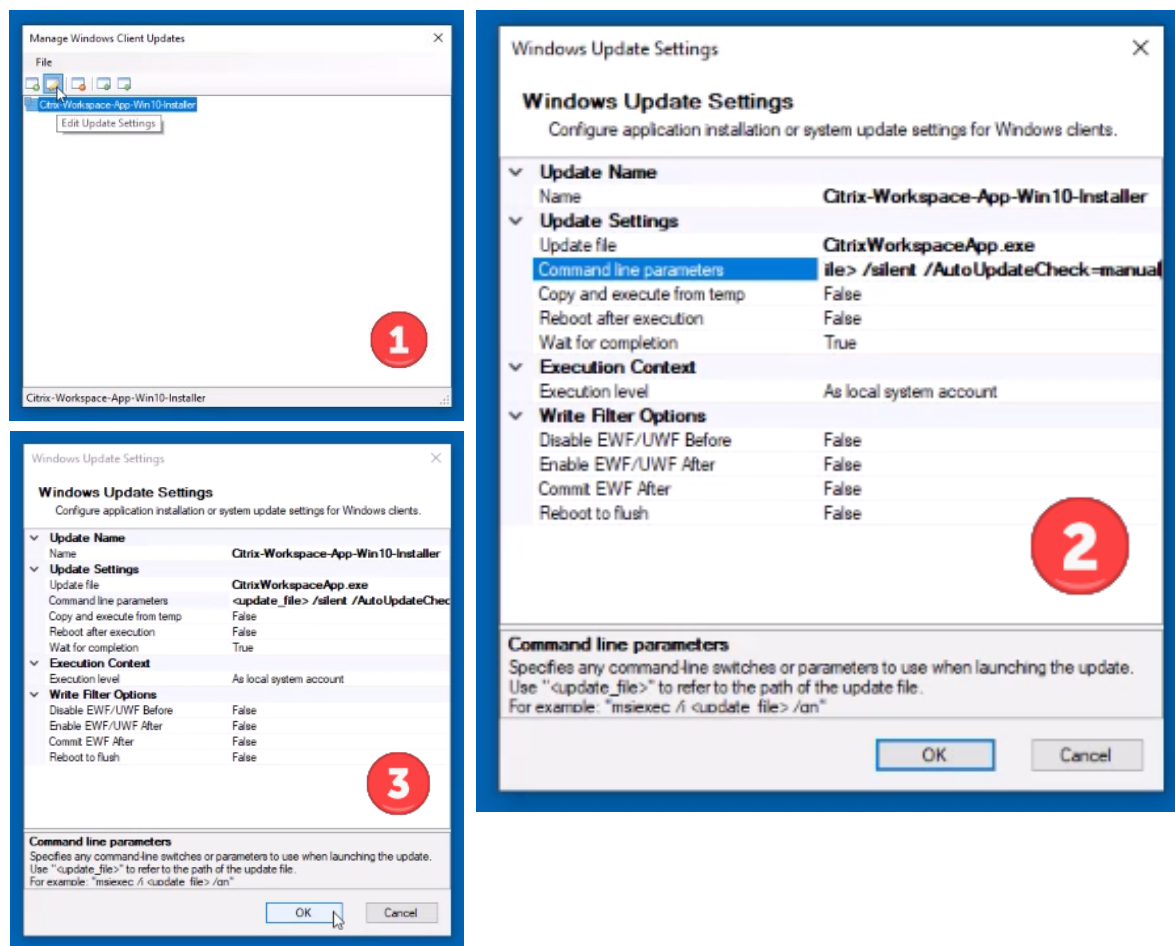 Manage Windows Client Updates
File
Citrix-Workspace-App-Win10-Installer
Edit Update Settings
1
Citrix-Workspace-App-Win10-Installer
Windows Update Settings
Windows Update Settings
Configure application installation or system update settings for Windows clients.
Update Name
Name Citrix-Workspace-App-Win10-Installer
Update Settings
Update file CitrixWorkspaceApp.exe
Command line parameters ile> /silent /AutoUpdateCheck=manual
Copy and execute from temp False
Reboot after execution False
Wait for completion True
Execution Context
Execution level As local system account
Write Filter Options
Disable EWF/UWF Before False
Enable EWF/UWF After False
Commit EWF After False
Reboot to flush False
2
Command line parameters
Specifies any command-line switches or parameters to use when launching the update.
Use "<update_file>" to refer to the path of the update file.
For example: "msiexec /i <update_file> /qn"
OK Cancel
Windows Update Settings
Windows Update Settings
Configure application installation or system update settings for Windows clients.
Update Name
Name Citrix-Workspace-App-Win10-Installer
Update Settings
Update file CitrixWorkspaceApp.exe
Command line parameters <update_file> /silent /AutoUpdateChec
Copy and execute from temp False
Reboot after execution False
Wait for completion True
Execution Context
Execution level As local system account
Write Filter Options
Disable EWF/UWF Before False
Enable EWF/UWF After False
Commit EWF After False
Reboot to flush False
3
Command line parameters
Specifies any command-line switches or parameters to use when launching the update.
Use "<update_file>" to refer to the path of the update file.
For example: "msiexec /i <update_file> /qn"
OK Cancel